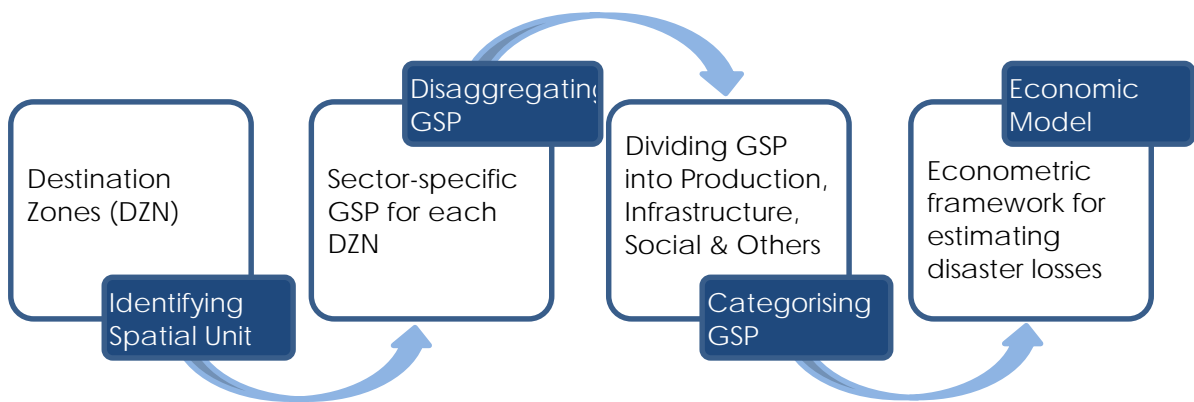 Destination
Zones (DZN)
Identifying
Spatial Unit
Disaggregating
GSP
Sector-specific
GSP for each
DZN
Dividing GSP
into Production,
Infrastructure,
Social & Others
Categorising
GSP
Economic
Model
Econometric
framework for
estimating
disaster losses